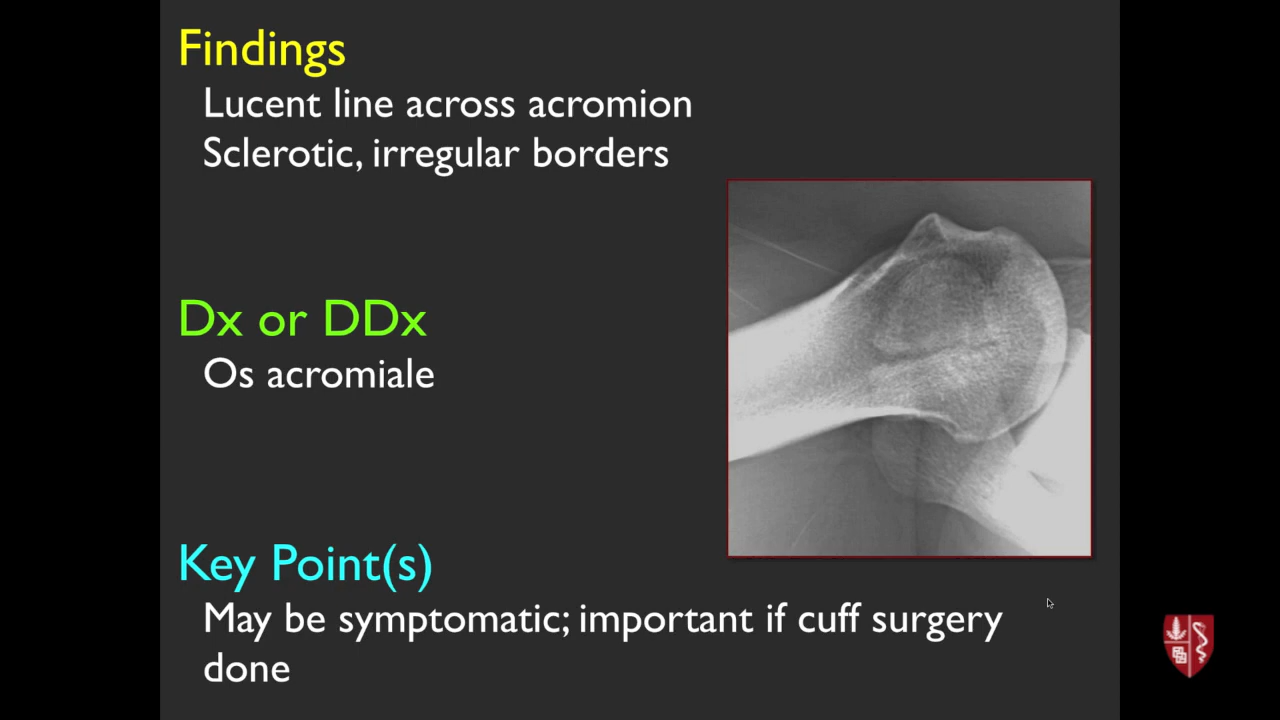 Findings
Lucent line across acromion
Sclerotic, irregular borders
Dx or DDx
Os acromiale
Key Point(s)
May be symptomatic; important if cuff surgery
done